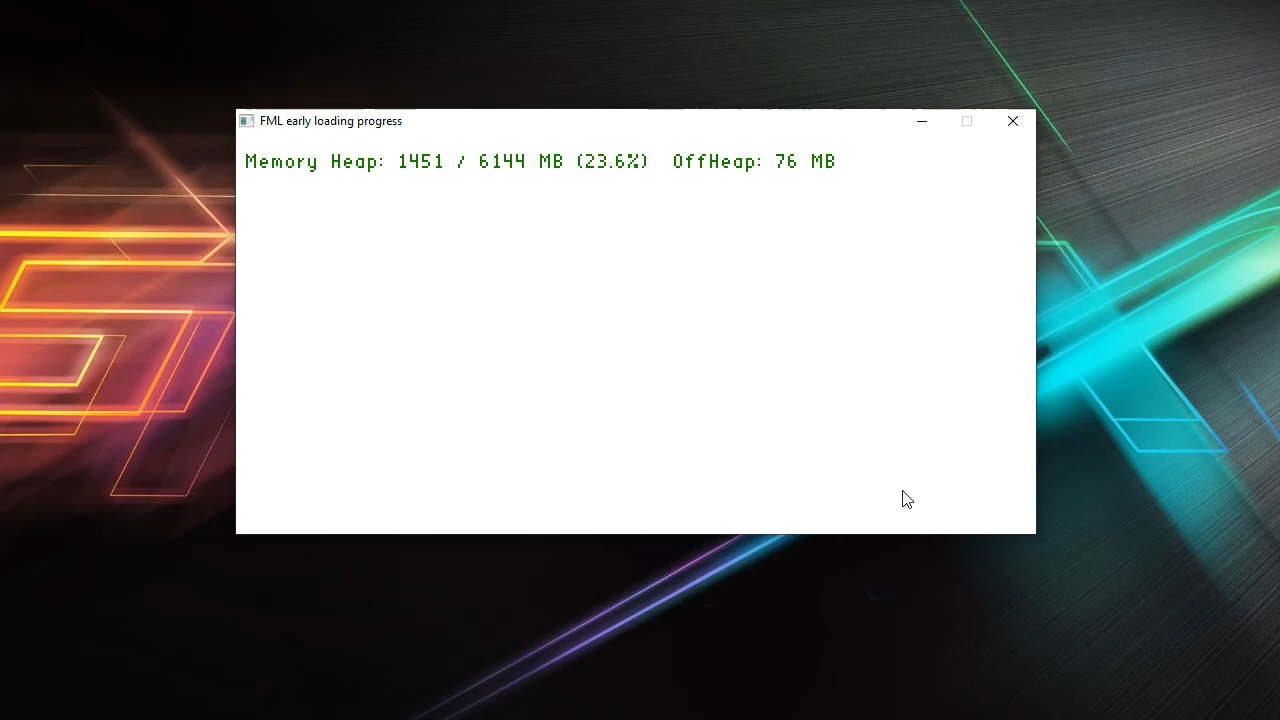 FML early loading progress
Memory Heap: 1451 / 6144 MB (23.6%)  OffHeap: 76 MB